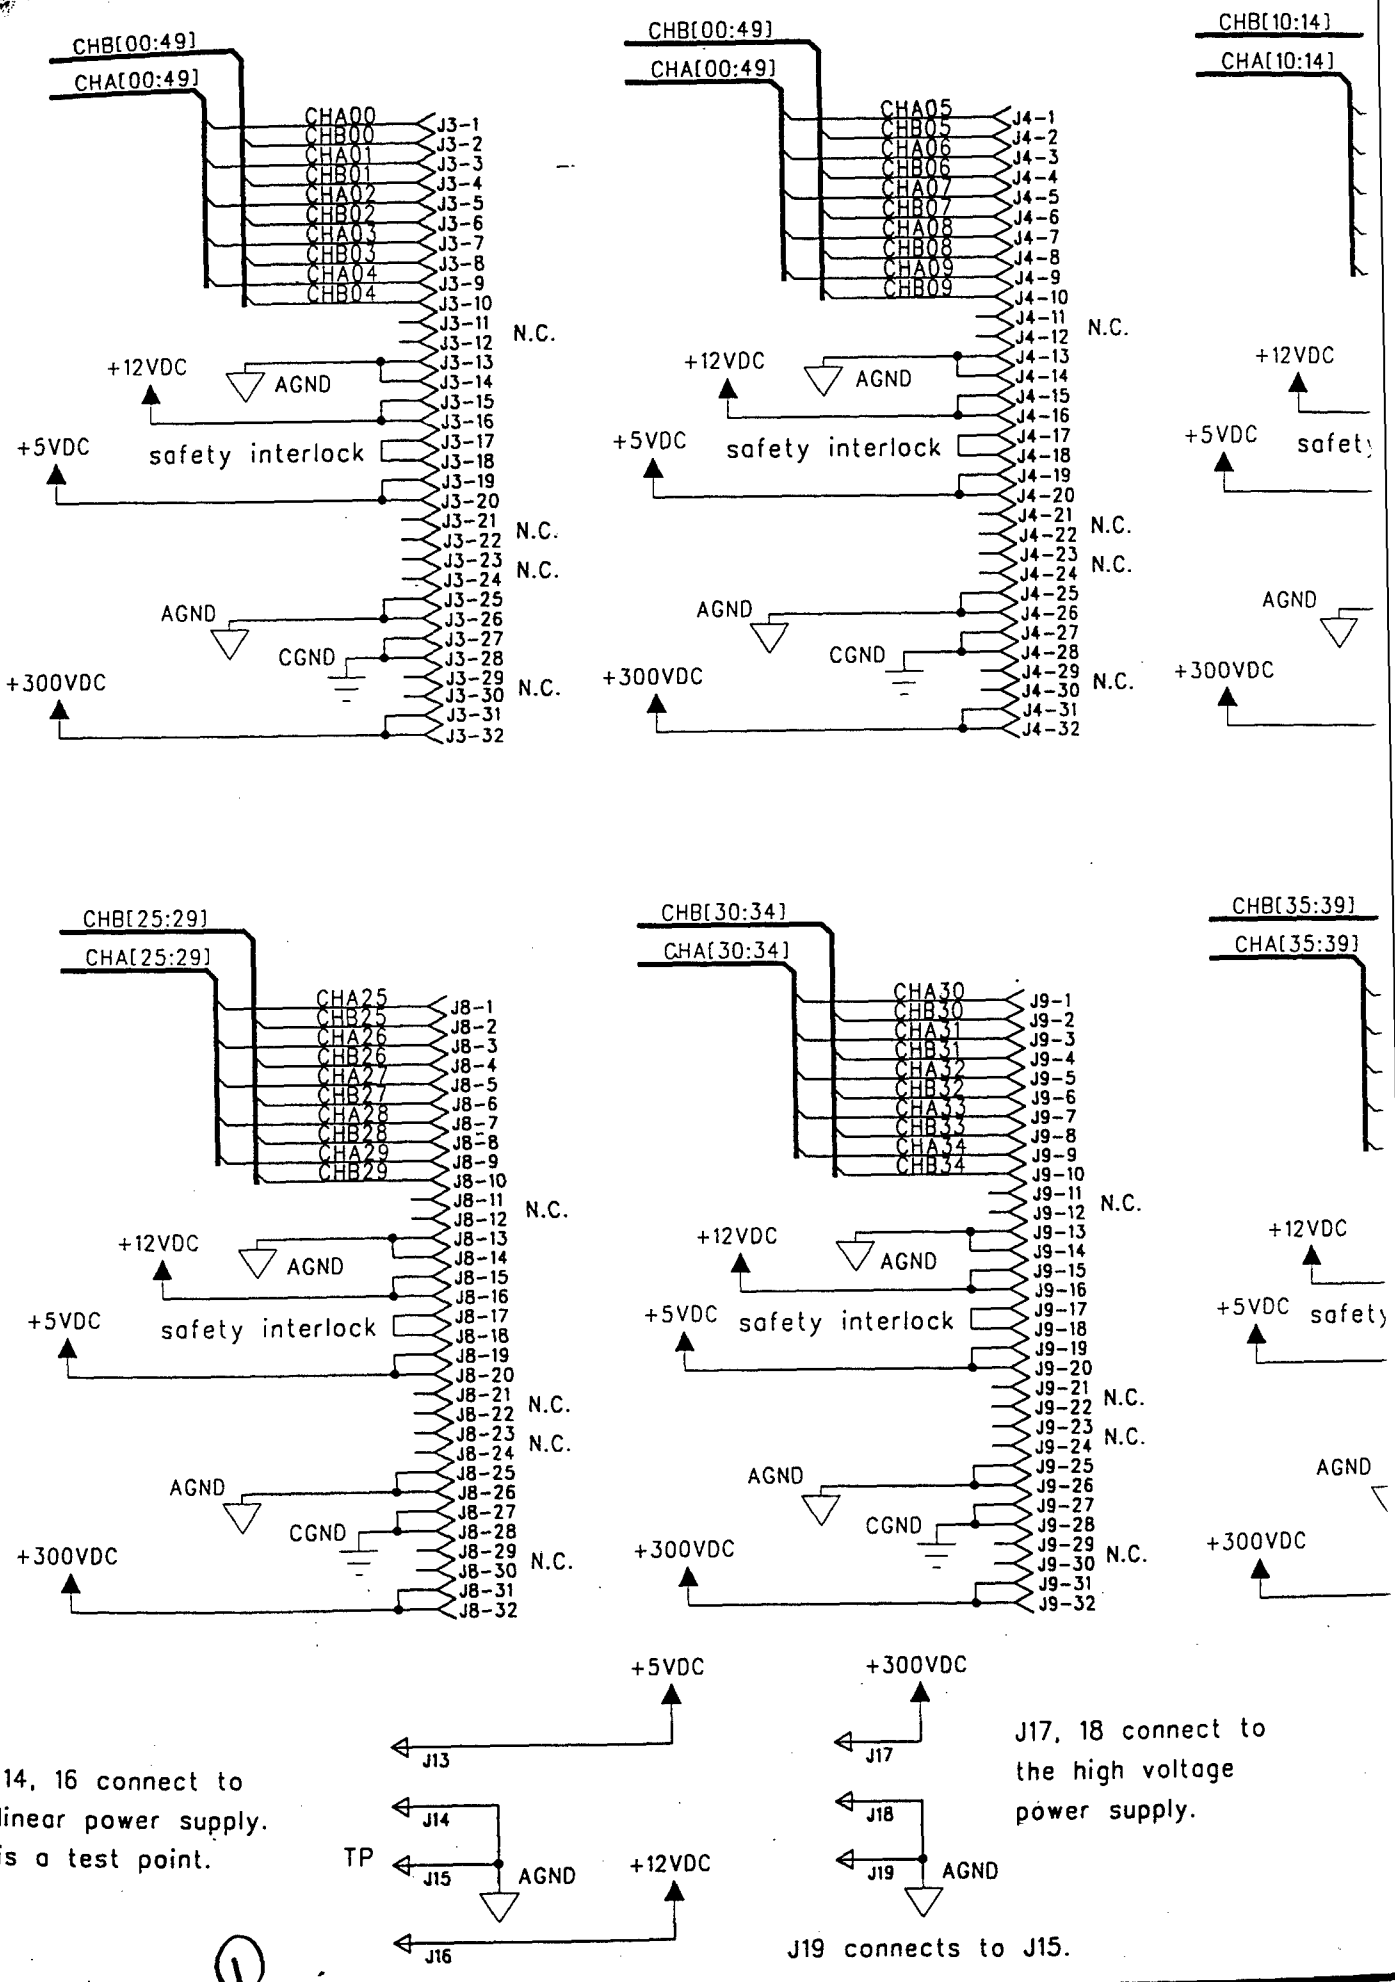 CHB[00:49]
CHA[00:49]
CHA00
CHB00
CHA01
CHB01
CHA02
CHB02
CHA03
CHB03
CHA04
CHB04
J3-1
J3-2
J3-3
J3-4
J3-5
J3-6
J3-7
J3-8
J3-9
J3-10
J3-11
J3-12
N.C.
J3-13
J3-14
J3-15
J3-16
J3-17
J3-18
J3-19
J3-20
J3-21
J3-22
N.C.
J3-23
J3-24
N.C.
J3-25
J3-26
J3-27
J3-28
J3-29
J3-30
N.C.
J3-31
J3-32
+12VDC
AGND
+5VDC
safety interlock
AGND
CGND
+300VDC
CHB[00:49]
CHA[00:49]
CHA05
CHB05
CHA06
CHB06
CHA07
CHB07
CHA08
CHB08
CHA09
CHB09
J4-1
J4-2
J4-3
J4-4
J4-5
J4-6
J4-7
J4-8
J4-9
J4-10
J4-11
J4-12
N.C.
J4-13
J4-14
J4-15
J4-16
J4-17
J4-18
J4-19
J4-20
J4-21
J4-22
N.C.
J4-23
J4-24
N.C.
J4-25
J4-26
J4-27
J4-28
J4-29
J4-30
N.C.
J4-31
J4-32
+12VDC
AGND
+5VDC
safety interlock
AGND
CGND
+300VDC
CHB[10:14]
CHA[10:14]
+12VDC
+5VDC
safety
AGND
+300VDC
CHB[25:29]
CHA[25:29]
CHA25
CHB25
CHA26
CHB26
CHA27
CHB27
CHA28
CHB28
CHA29
CHB29
J8-1
J8-2
J8-3
J8-4
J8-5
J8-6
J8-7
J8-8
J8-9
J8-10
J8-11
J8-12
N.C.
J8-13
J8-14
J8-15
J8-16
J8-17
J8-18
J8-19
J8-20
J8-21
J8-22
N.C.
J8-23
J8-24
N.C.
J8-25
J8-26
J8-27
J8-28
J8-29
J8-30
N.C.
J8-31
J8-32
+12VDC
AGND
+5VDC
safety interlock
AGND
CGND
+300VDC
CHB[30:34]
CHA[30:34]
CHA30
CHB30
CHA31
CHB31
CHA32
CHB32
CHA33
CHB33
CHA34
CHB34
J9-1
J9-2
J9-3
J9-4
J9-5
J9-6
J9-7
J9-8
J9-9
J9-10
J9-11
J9-12
N.C.
J9-13
J9-14
J9-15
J9-16
J9-17
J9-18
J9-19
J9-20
J9-21
J9-22
N.C.
J9-23
J9-24
N.C.
J9-25
J9-26
J9-27
J9-28
J9-29
J9-30
N.C.
J9-31
J9-32
+12VDC
AGND
+5VDC
safety interlock
AGND
CGND
+300VDC
CHB[35:39]
CHA[35:39]
+12VDC
+5VDC
safety
AGND
+300VDC
14, 16 connect to
linear power supply.
is a test point.
+5VDC
J13
J14
TP
J15
AGND
+12VDC
J16
+300VDC
J17
J18
J19
AGND
J17, 18 connect to
the high voltage
power supply.
J19 connects to J15.
1